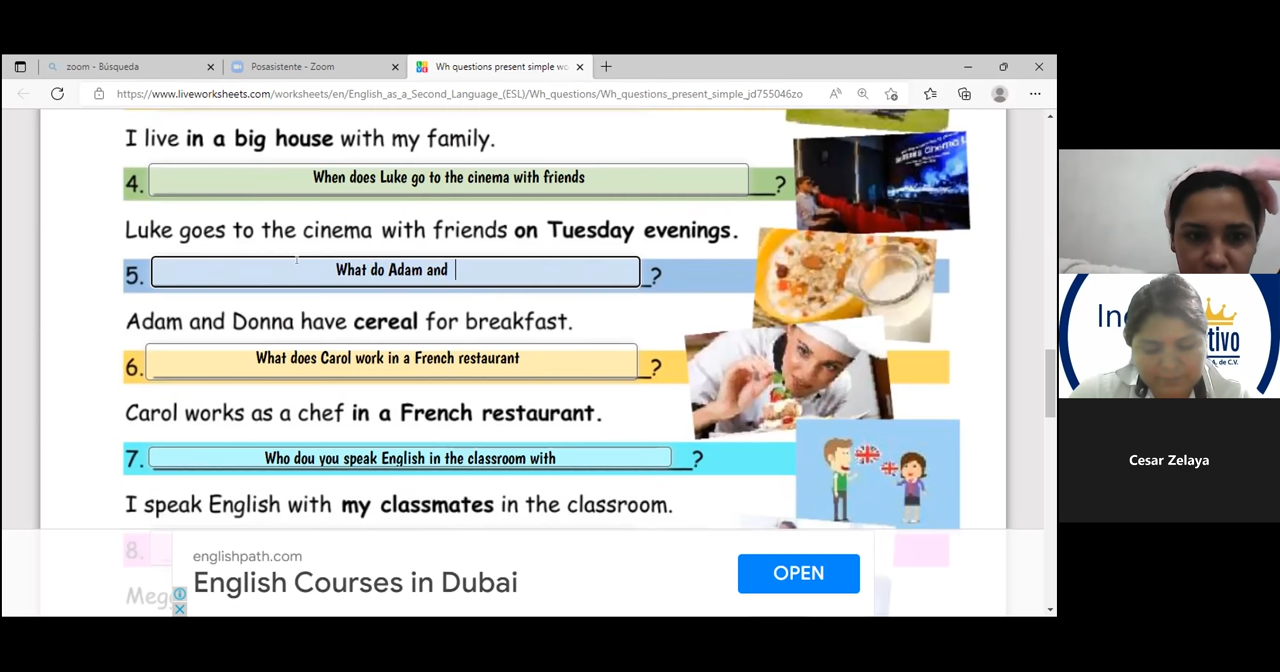 zoom - Búsqueda
Posasistente - Zoom
Wh questions present simple wo
https://www.liveworksheets.com/worksheets/en/English_as_a_Second_Language_(ESL)/Wh_questions/Wh_questions_present_simple_jd755046zo
I live in a big house with my family.
4. When does Luke go to the cinema with friends ?
Luke goes to the cinema with friends on Tuesday evenings.
5. What do Adam and ?
Adam and Donna have cereal for breakfast.
6. What does Carol work in a French restaurant ?
Carol works as a chef in a French restaurant.
7. Who dou you speak English in the classroom with ?
I speak English with my classmates in the classroom.
8.
englishpath.com
English Courses in Dubai
OPEN
Cesar Zelaya